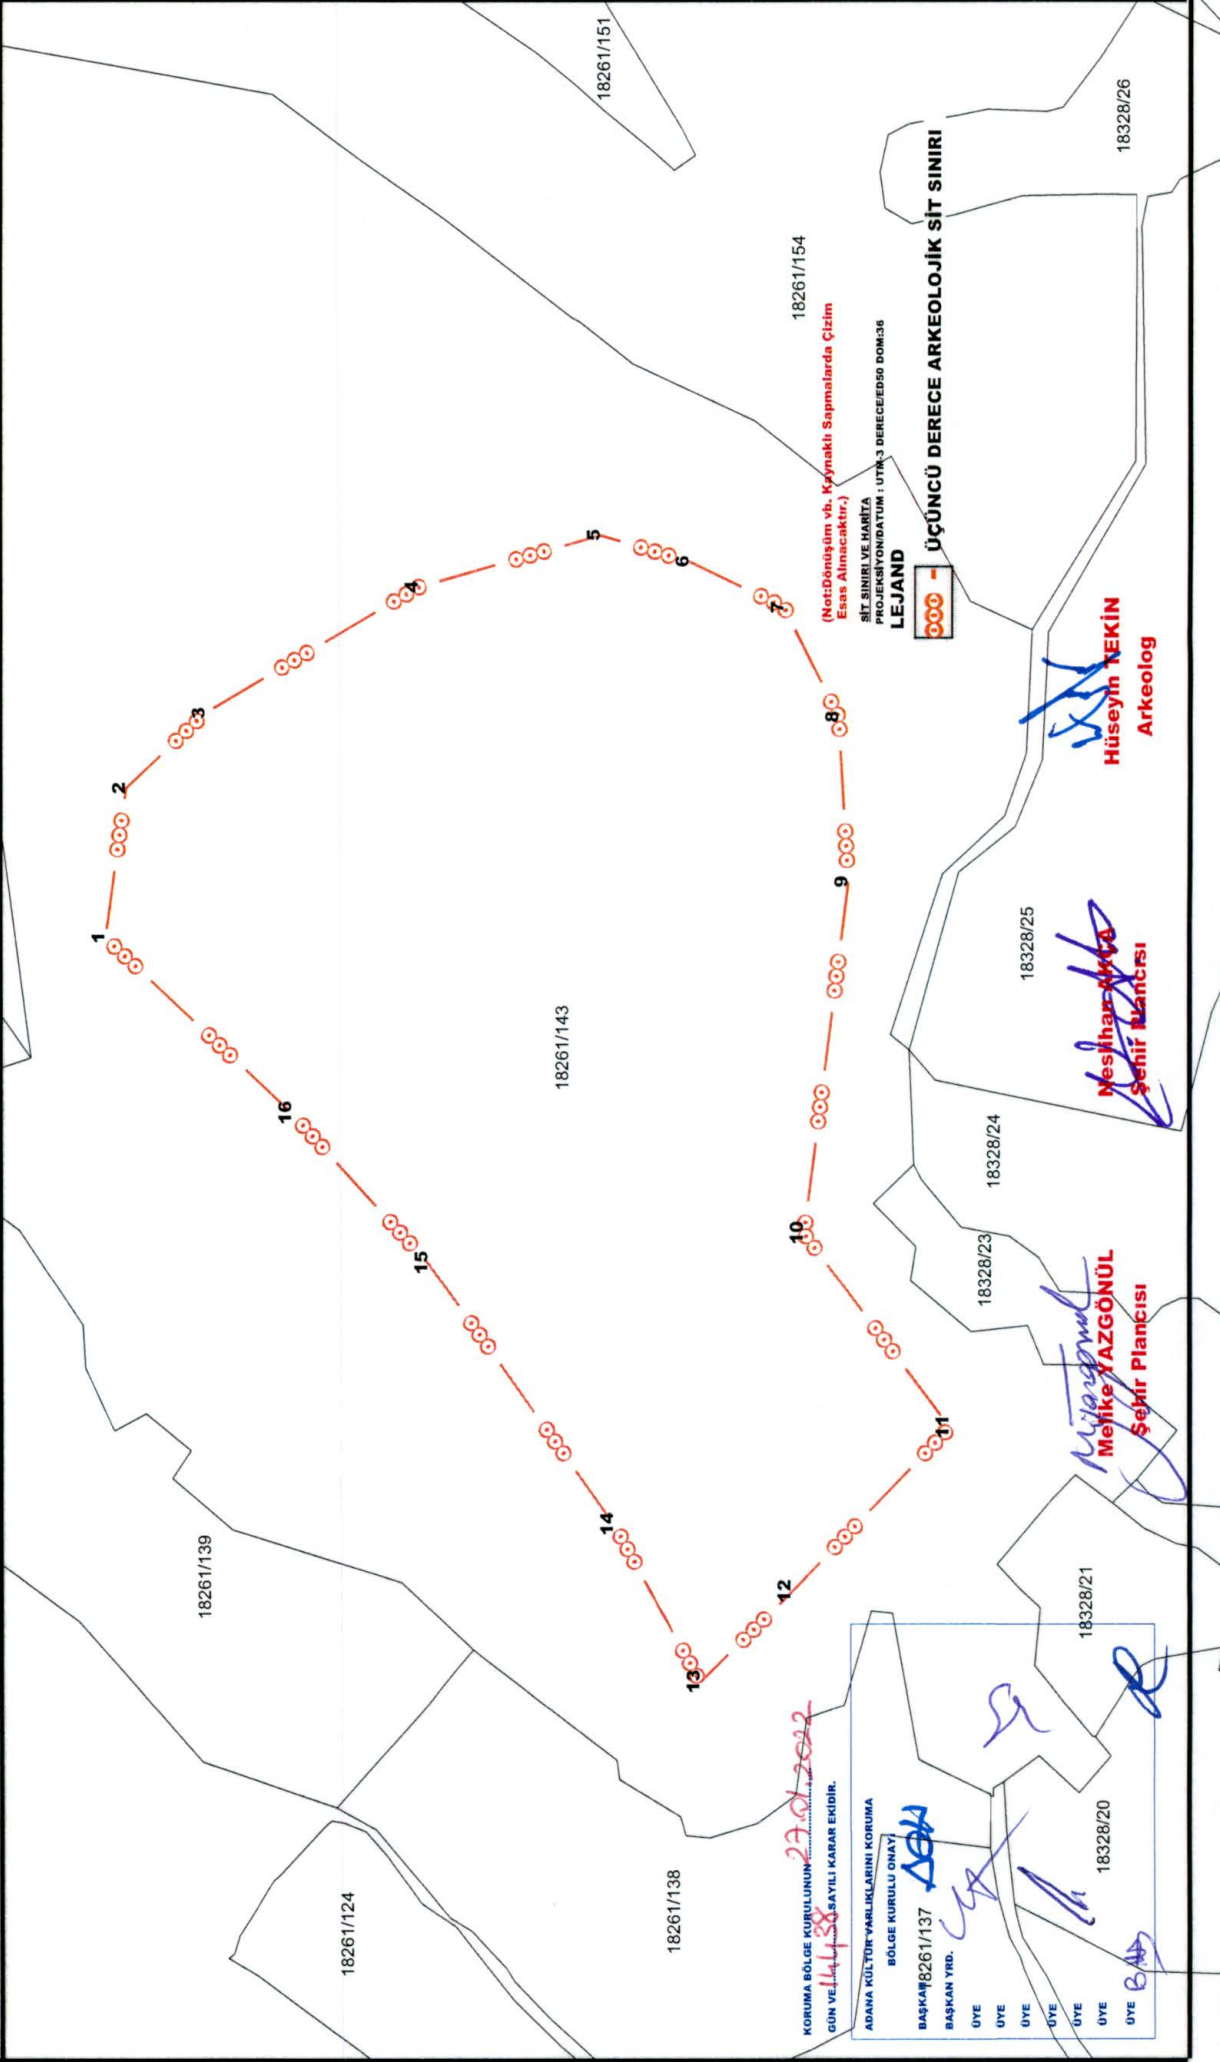 18261/151
18328/26
18261/154
(Not:Dönüşüm vb. Kaynaklı Sapmalarda Çizim
Esas Alınacaktır.)
SİT SINIRI VE HARİTA
PROJEKSİYON/DATUM : UTM-3 DERECE/ED50 DOM:36
LEJAND
ÜÇÜNCÜ DERECE ARKEOLOJİK SİT SINIRI
1
2
3
4
5
6
7
8
9
10
11
12
13
14
15
16
18261/143
18328/25
18328/24
18328/23
18328/21
18328/20
18261/139
18261/124
18261/138
18261/137
Hüseyin TEKİN
Arkeolog
Neslihan AKÇA
Şehir Plancısı
Melike YAZGÖNÜL
Şehir Plancısı
KORUMA BÖLGE KURULUNUN 27.01.2022
GÜN VE 14438 SAYILI KARAR EKİDİR.
ADANA KÜLTÜR VARLIKLARINI KORUMA
BÖLGE KURULU ONAYI
BAŞKAN
BAŞKAN YRD.
ÜYE
ÜYE
ÜYE
ÜYE
ÜYE
ÜYE
ÜYE